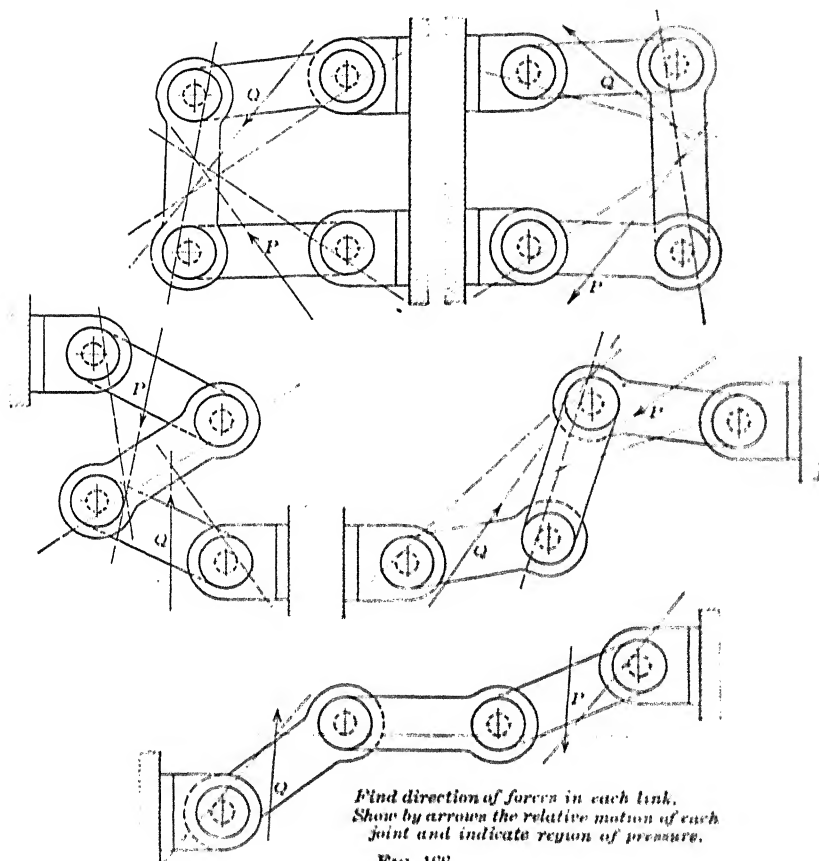 Q
Q
P
P
P
P
Q
Q
P
Q
Find direction of forces in each link.
Show by arrows the relative motion of each
joint and indicate region of pressure.
Fig.